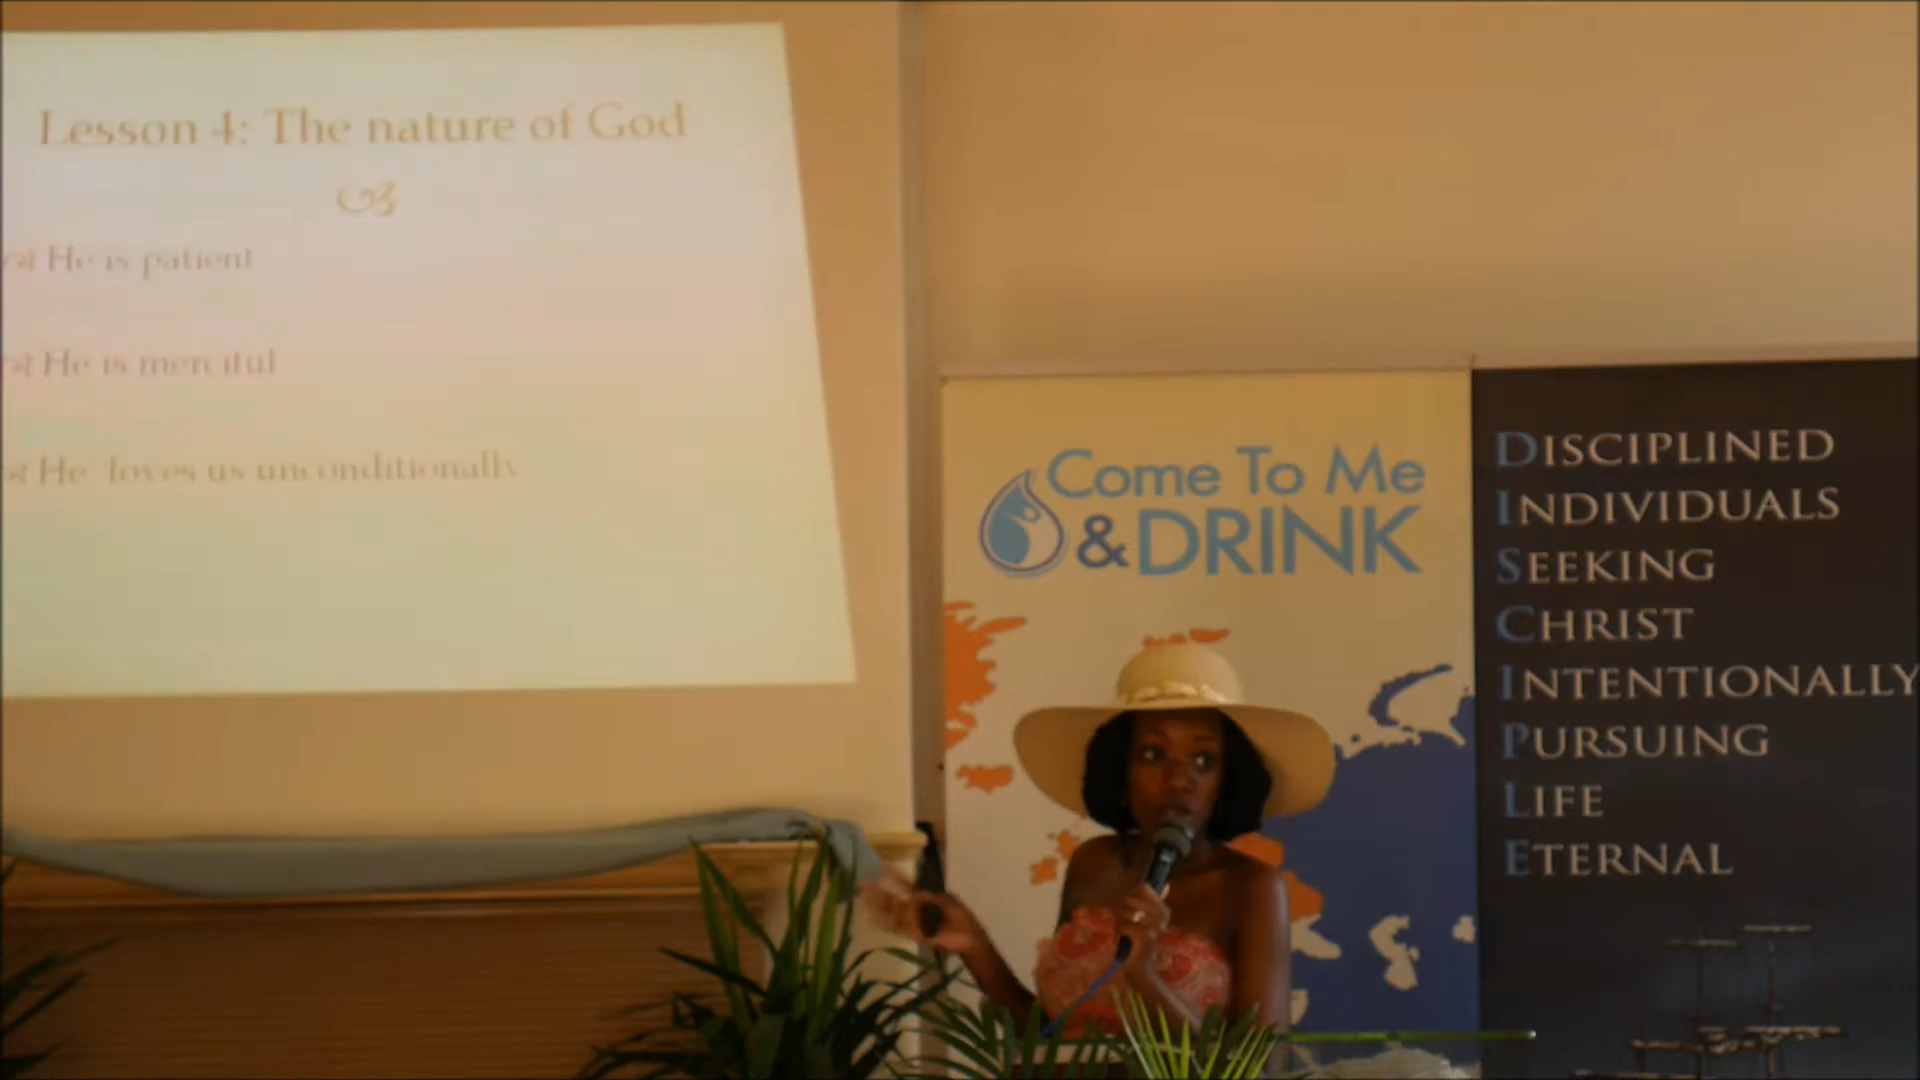 Lesson 4: The nature of God
He is patient
He is merciful
He loves us unconditionally
Come To Me
& DRINK
DISCIPLINED
INDIVIDUALS
SEEKING
CHRIST
INTENTIONALLY
PURSUING
LIFE
ETERNAL